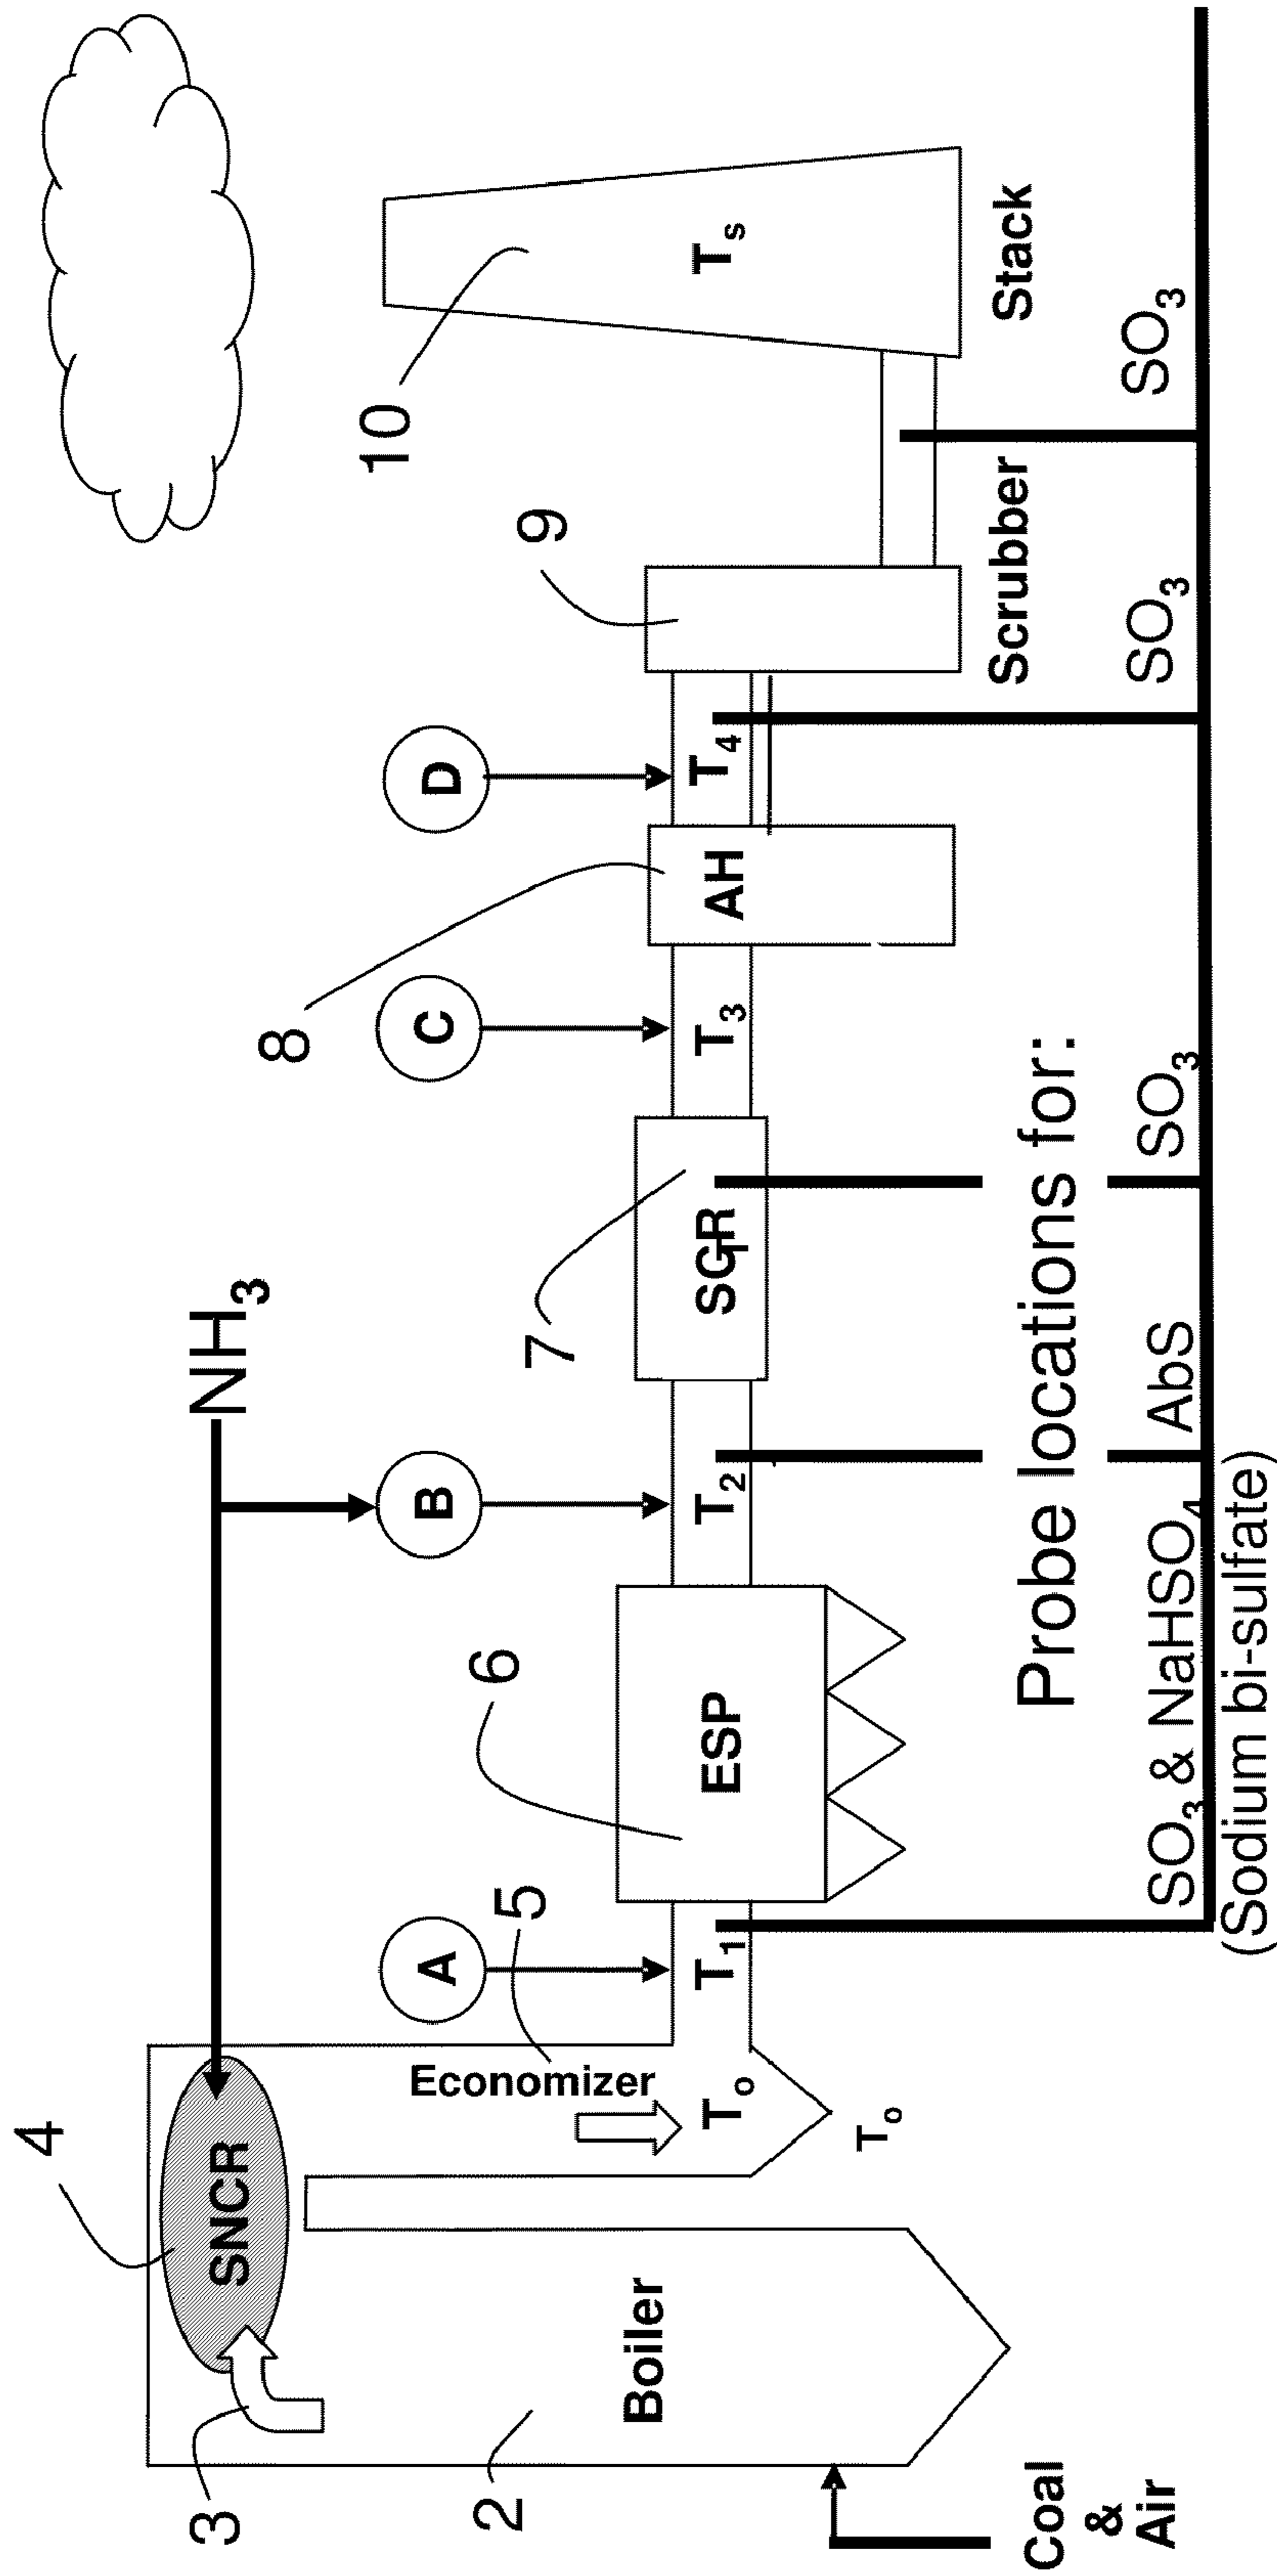 4
3
SNCR
NH3
2
Boiler
Economizer
5
To
To
A
B
C
D
6
7
8
9
10
T1
ESP
T2
SCR
T3
AH
T4
Ts
Scrubber
Stack
Coal
&
Air
Probe locations for:
SO3 & NaHSO4
AbS
SO3
SO3
SO3
(Sodium bi-sulfate)